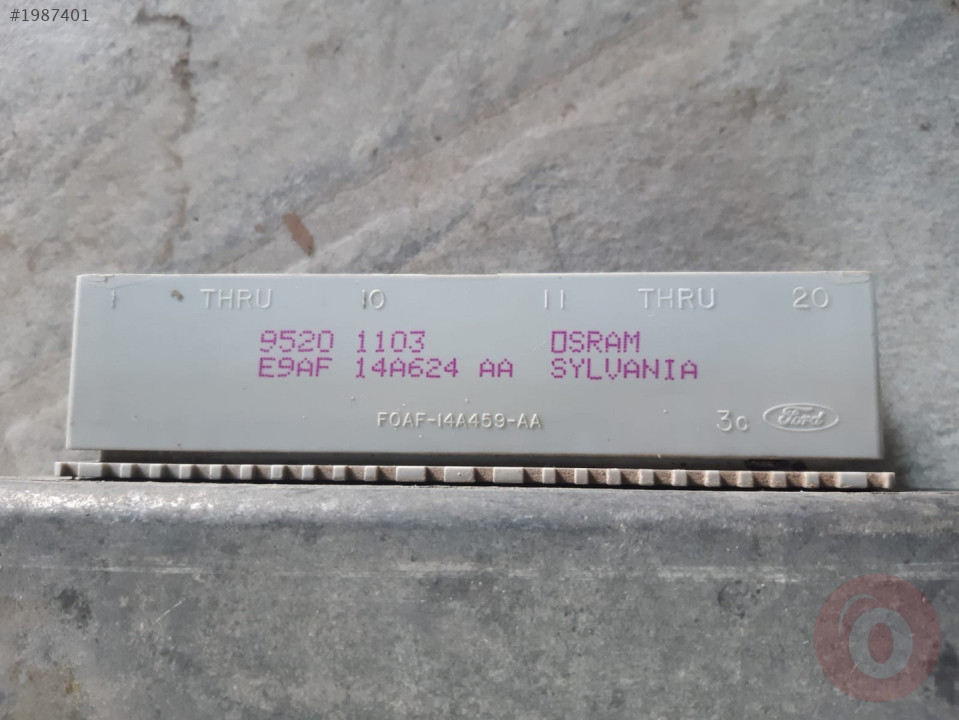 #1987401
1 THRU 10 11 THRU 20
9520 1103 OSRAM
E9AF 14A624 AA SYLVANIA
F0AF-14A459-AA
3c Ford